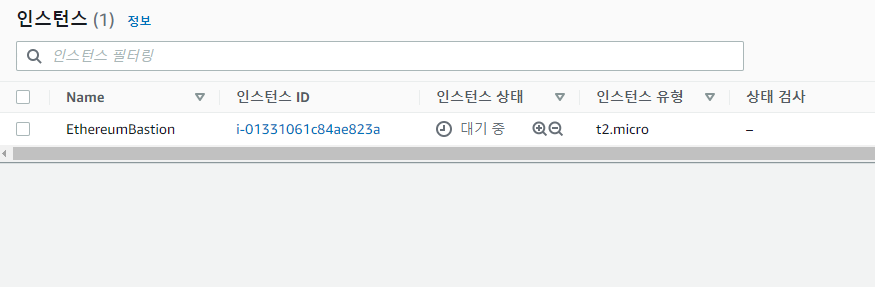 인스턴스 (1) 정보
인스턴스 필터링
Name 인스턴스 ID 인스턴스 상태 인스턴스 유형 상태 검사
EthereumBastion i-01331061c84ae823a 대기 중 t2.micro –